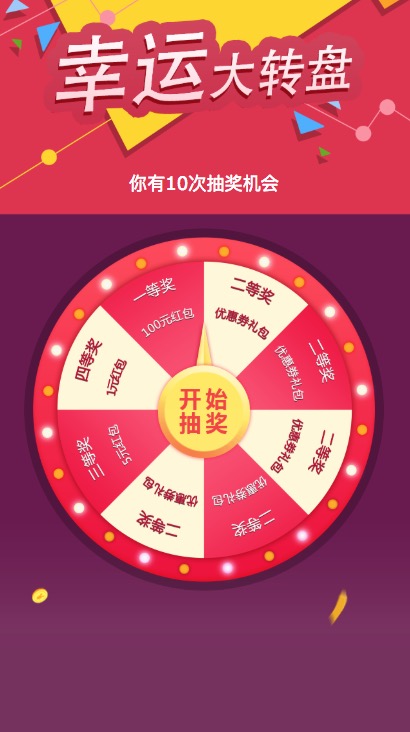 幸运大转盘
你有10次抽奖机会
一等奖
100元红包
二等奖
优惠券礼包
二等奖
优惠券礼包
二等奖
优惠券礼包
二等奖
优惠券礼包
二等奖
优惠券礼包
三等奖
5元红包
四等奖
1元红包
开始
抽奖